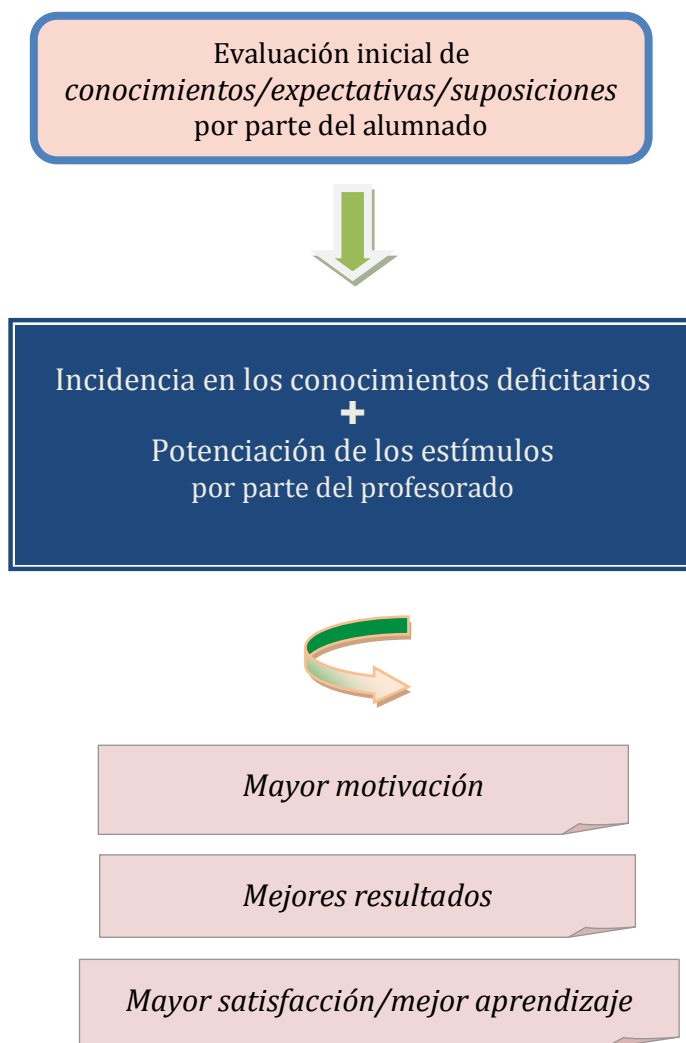 Evaluación inicial de
conocimientos/expectativas/suposiciones
por parte del alumnado
Incidencia en los conocimientos deficitarios
+
Potenciación de los estímulos
por parte del profesorado
Mayor motivación
Mejores resultados
Mayor satisfacción/mejor aprendizaje